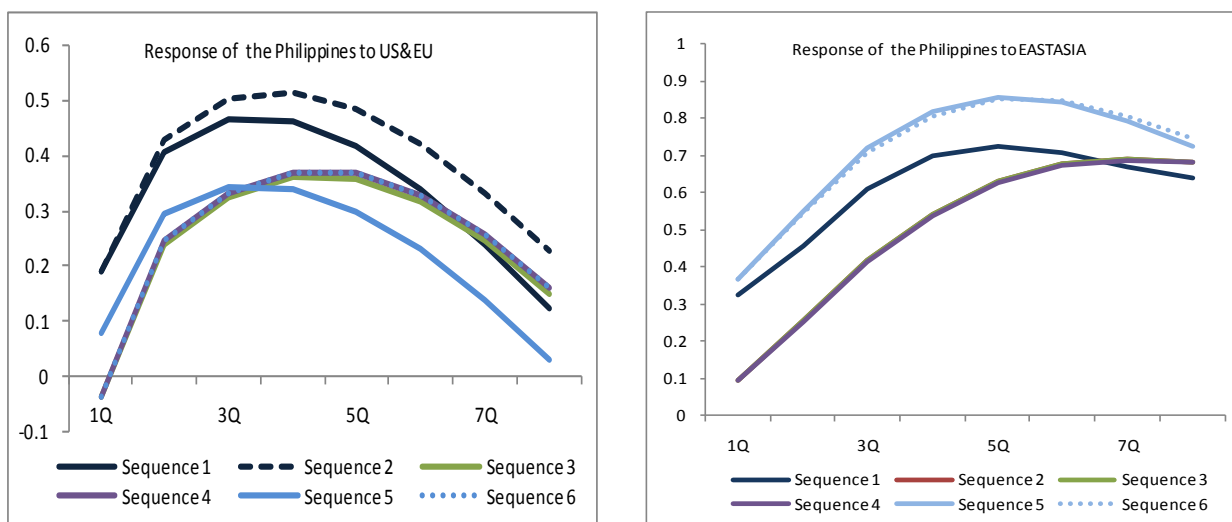 Response of the Philippines to US&EU
0.6
0.5
0.4
0.3
0.2
0.1
0
-0.1
1Q 3Q 5Q 7Q
Sequence 1 Sequence 2 Sequence 3
Sequence 4 Sequence 5 Sequence 6
Response of the Philippines to EASTASIA
1
0.9
0.8
0.7
0.6
0.5
0.4
0.3
0.2
0.1
0
1Q 3Q 5Q 7Q
Sequence 1 Sequence 2 Sequence 3
Sequence 4 Sequence 5 Sequence 6